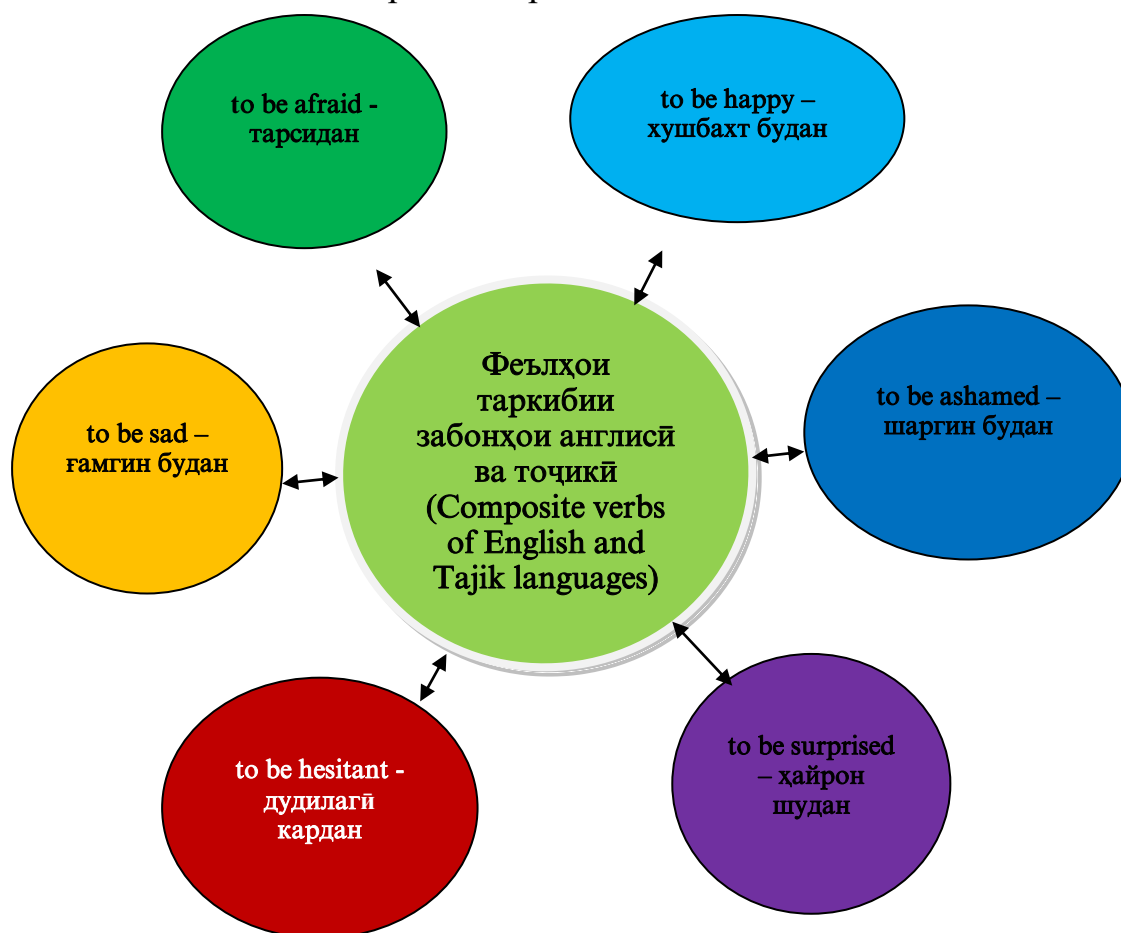 to be afraid -
тарсидан
to be happy –
хушбахт будан
Феълҳои
таркибии
забонҳои англисӣ
ва тоҷикӣ
(Composite verbs
of English and
Tajik languages)
to be ashamed –
шаргин будан
to be sad –
ғамгин будан
to be hesitant -
дудилагӣ
кардан
to be surprised
– ҳайрон
шудан